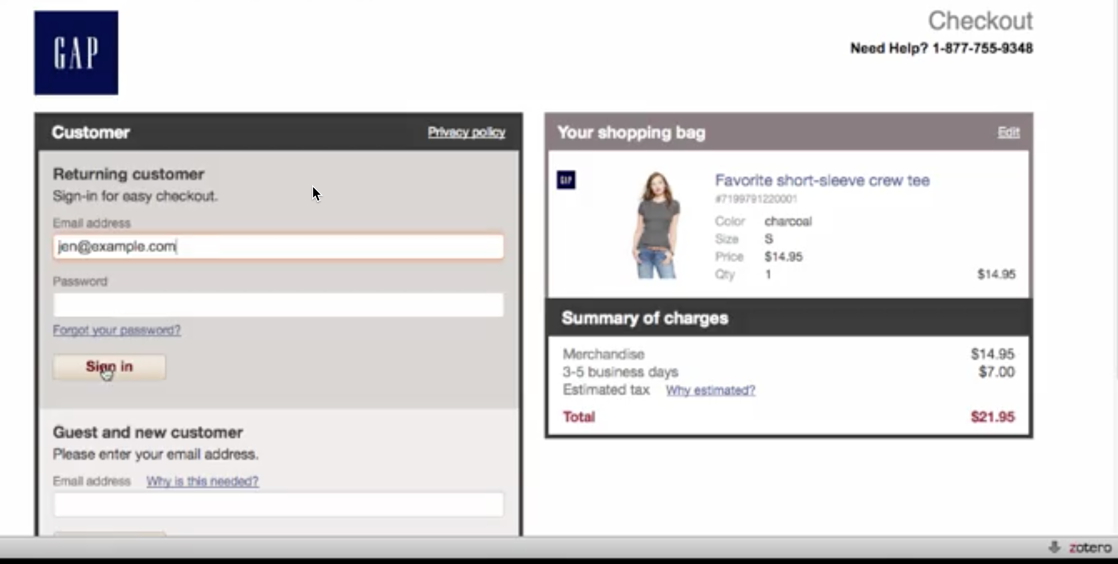 GAP
Checkout
Need Help? 1-877-755-9348
Customer
Privacy policy
Returning customer
Sign-in for easy checkout.
Email address
jen@example.com
Password
Forgot your password?
Sign in
Guest and new customer
Please enter your email address.
Email address Why is this needed?
Your shopping bag
Edit
GAP
Favorite short-sleeve crew tee
#7199791220001
Color charcoal
Size S
Price $14.95
Qty 1 $14.95
Summary of charges
Merchandise $14.95
3-5 business days $7.00
Estimated tax Why estimated?
Total $21.95
zotero